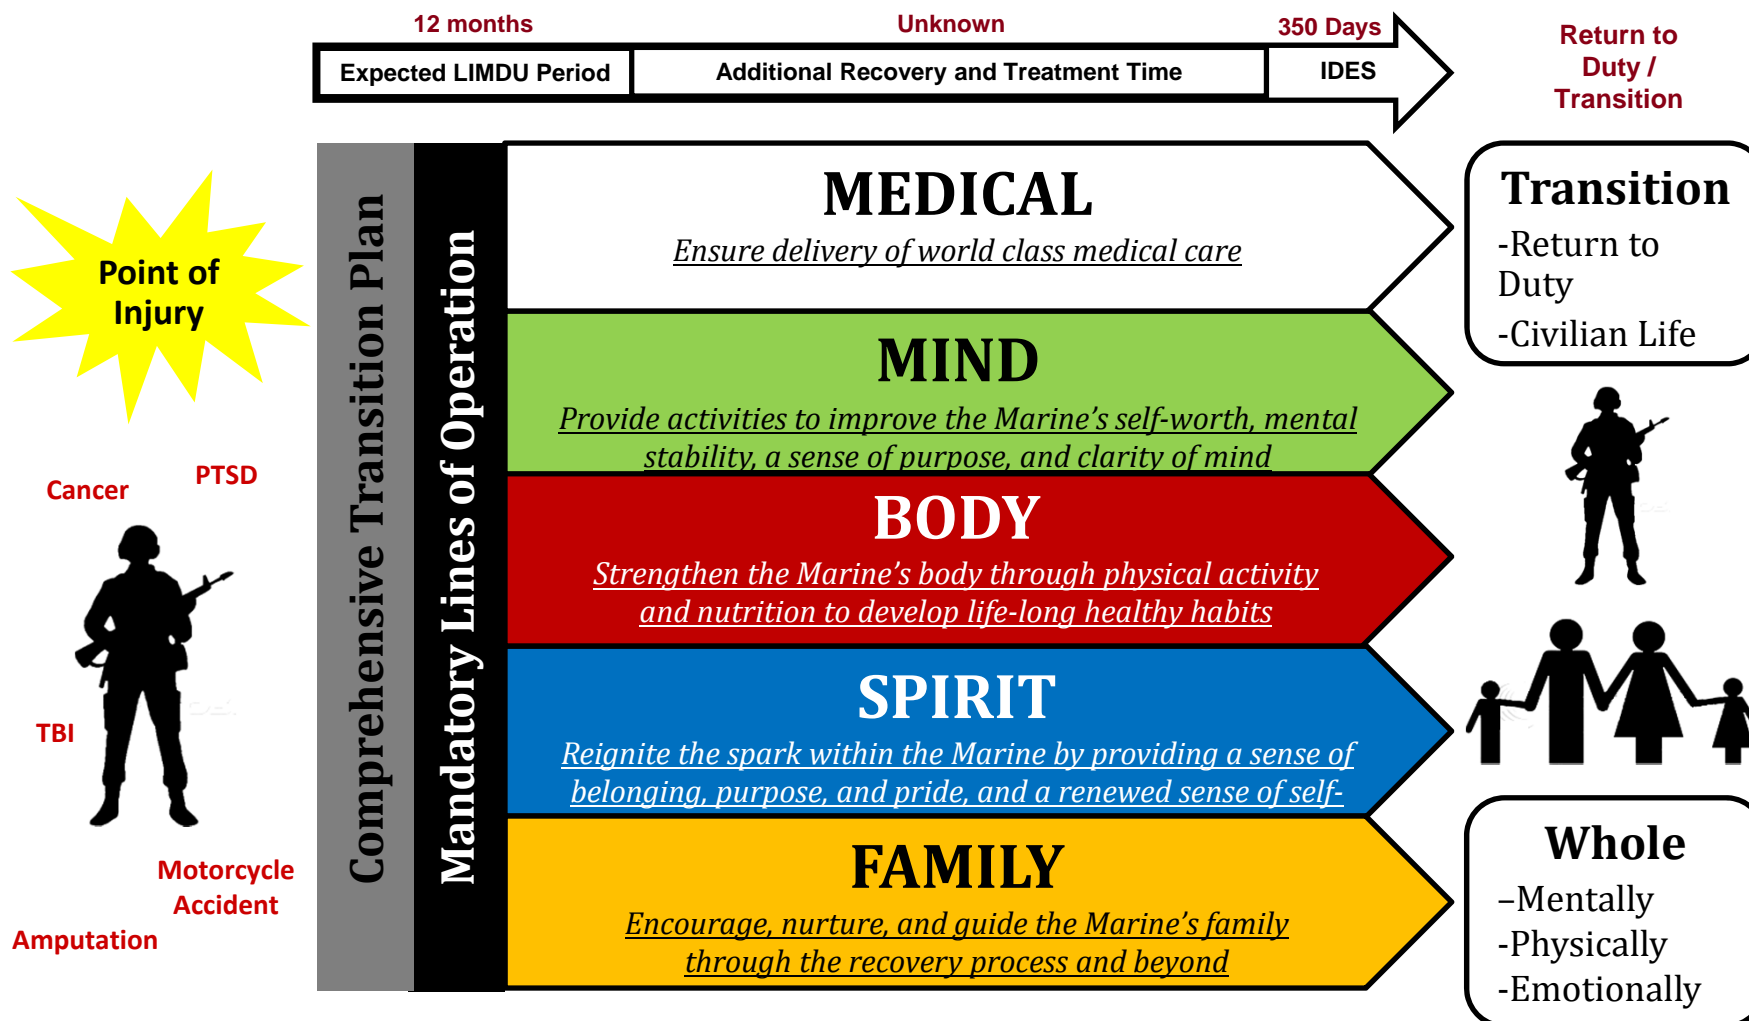 12 months
Unknown
350 Days
Expected LIMDU Period
Additional Recovery and Treatment Time
IDES
Return to
Duty /
Transition
Point of
Injury
Cancer
PTSD
TBI
Motorcycle
Accident
Amputation
Comprehensive Transition Plan
Mandatory Lines of Operation
MEDICAL
Ensure delivery of world class medical care
MIND
Provide activities to improve the Marine’s self-worth, mental
stability, a sense of purpose, and clarity of mind
BODY
Strengthen the Marine’s body through physical activity
and nutrition to develop life-long healthy habits
SPIRIT
Reignite the spark within the Marine by providing a sense of
belonging, purpose, and pride, and a renewed sense of self-
FAMILY
Encourage, nurture, and guide the Marine’s family
through the recovery process and beyond
Transition
-Return to
Duty
-Civilian Life
Whole
–Mentally
-Physically
-Emotionally